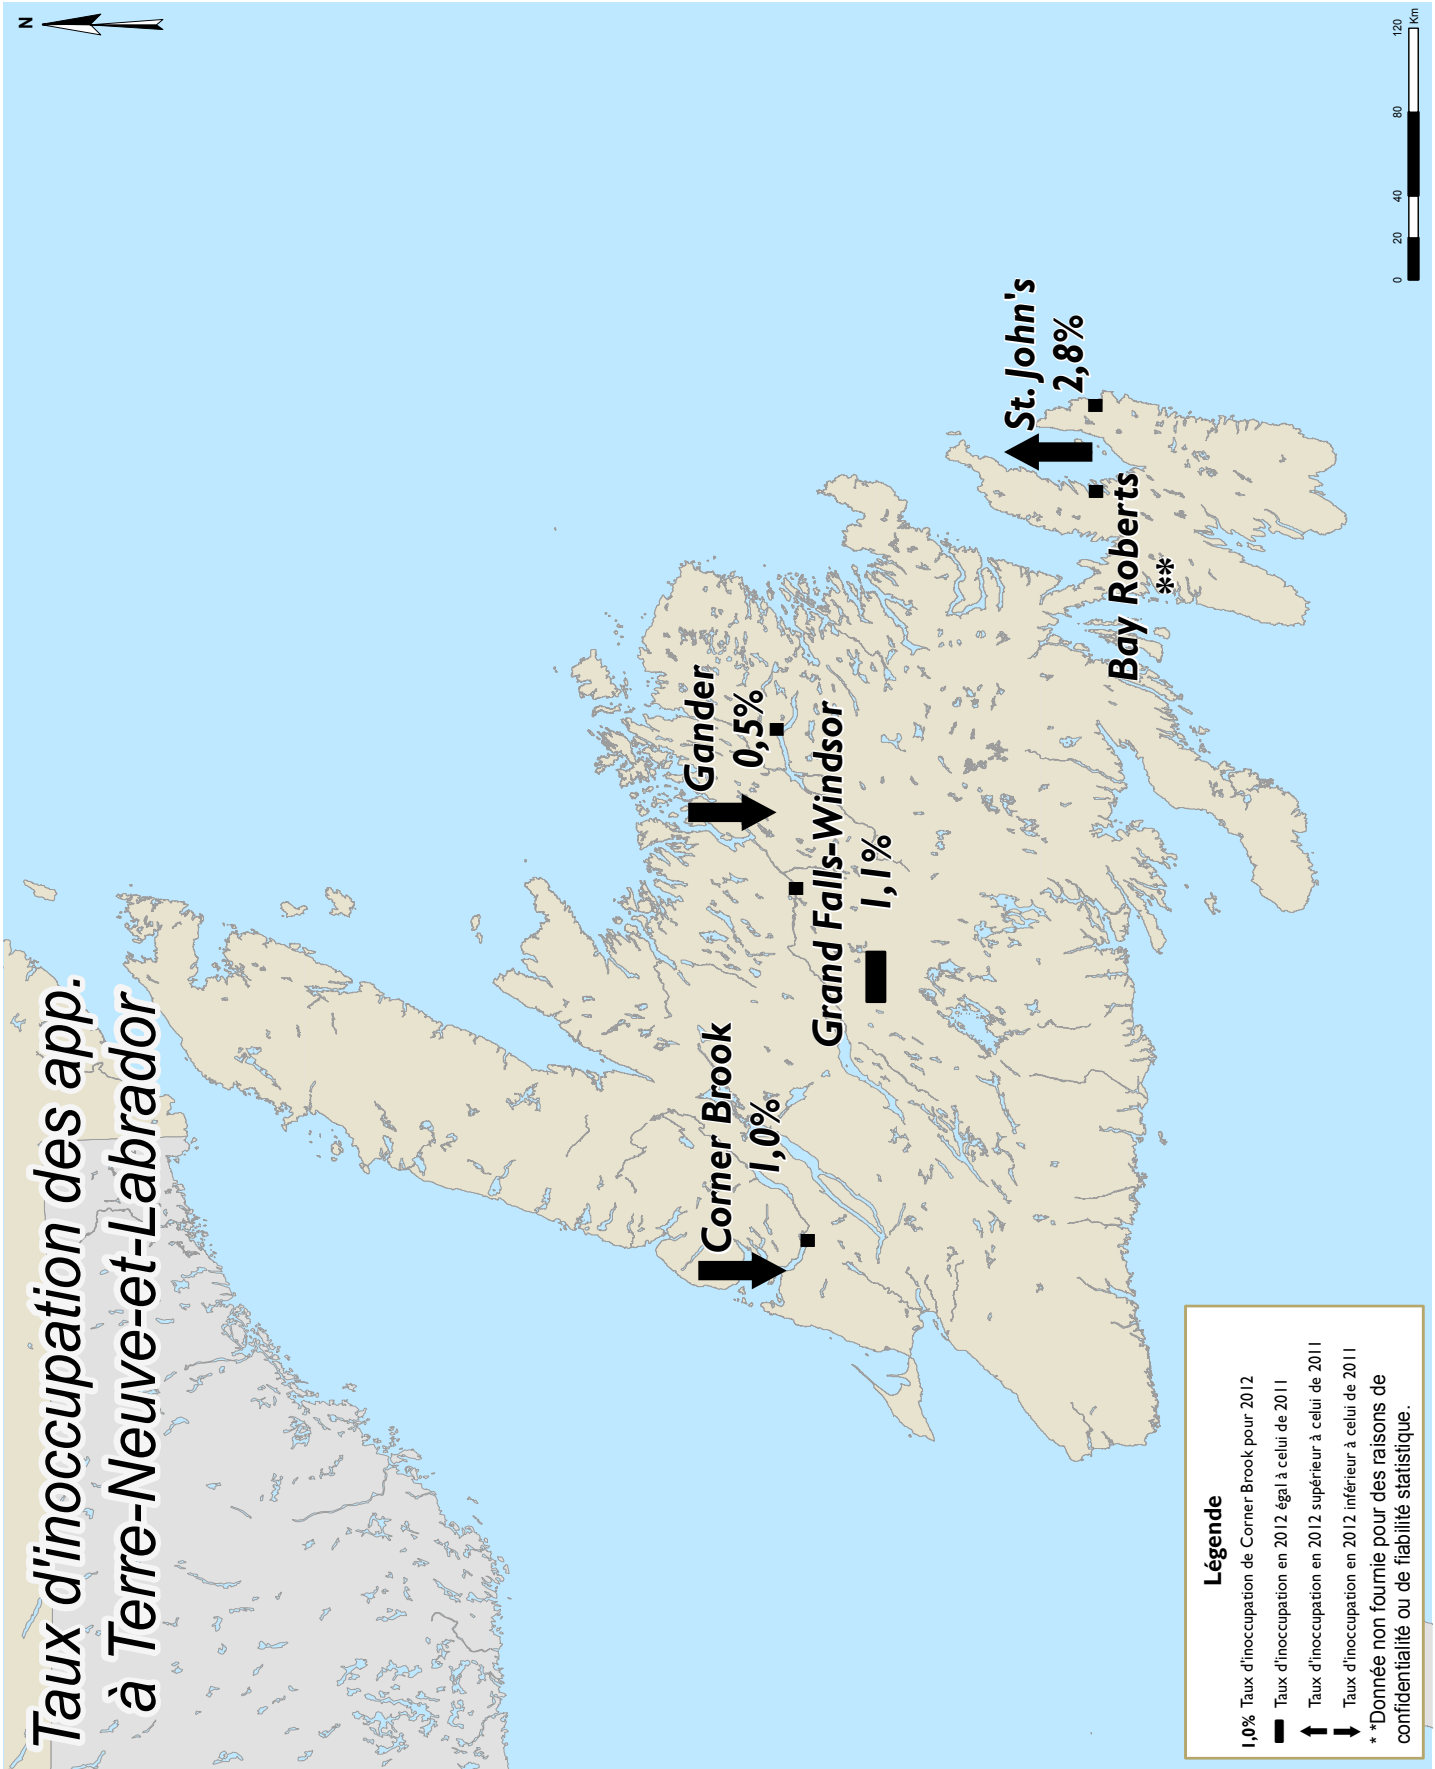 Taux d'inoccupation des app.
à Terre-Neuve-et-Labrador
N
Corner Brook
1,0%
Gander
0,5%
Grand Falls-Windsor
1,1%
St. John's
2,8%
Bay Roberts
**
Légende
1,0% Taux d'inoccupation de Corner Brook pour 2012
Taux d'inoccupation en 2012 égal à celui de 2011
Taux d'inoccupation en 2012 supérieur à celui de 2011
Taux d'inoccupation en 2012 inférieur à celui de 2011
* *Donnée non fournie pour des raisons de
confidentialité ou de fiabilité statistique.
0 20 40 80 120
Km